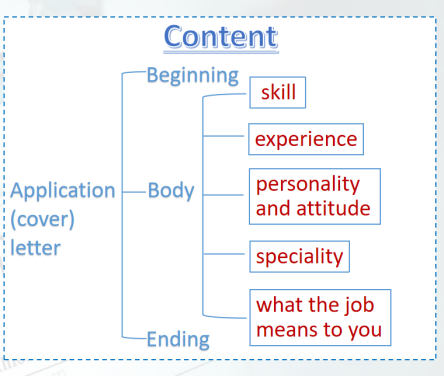 Content
Beginning
skill
experience
Application
(cover)
letter
Body
personality
and attitude
speciality
what the job
means to you
Ending